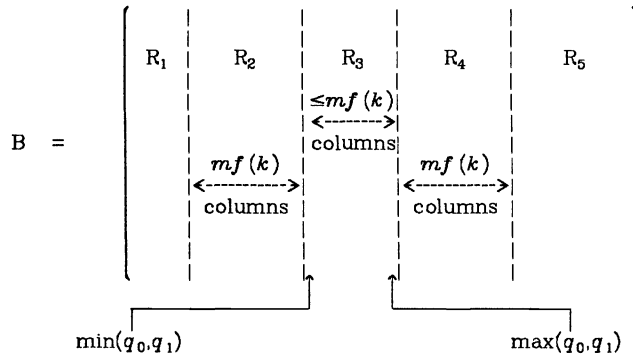 R₁ R₂ R₃ R₄ R₅
≤mf(k)
B = columns
mf(k) mf(k)
columns columns
min(q₀,q₁) max(q₀,q₁)